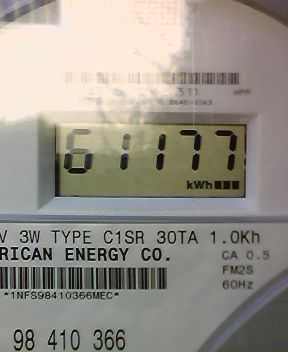 61177
kWh
V 3W TYPE C1SR 30TA 1.0Kh
RICAN ENERGY CO.
CA 0.5
FM2S
60Hz
*1NFS98410366MEC*
98 410 366